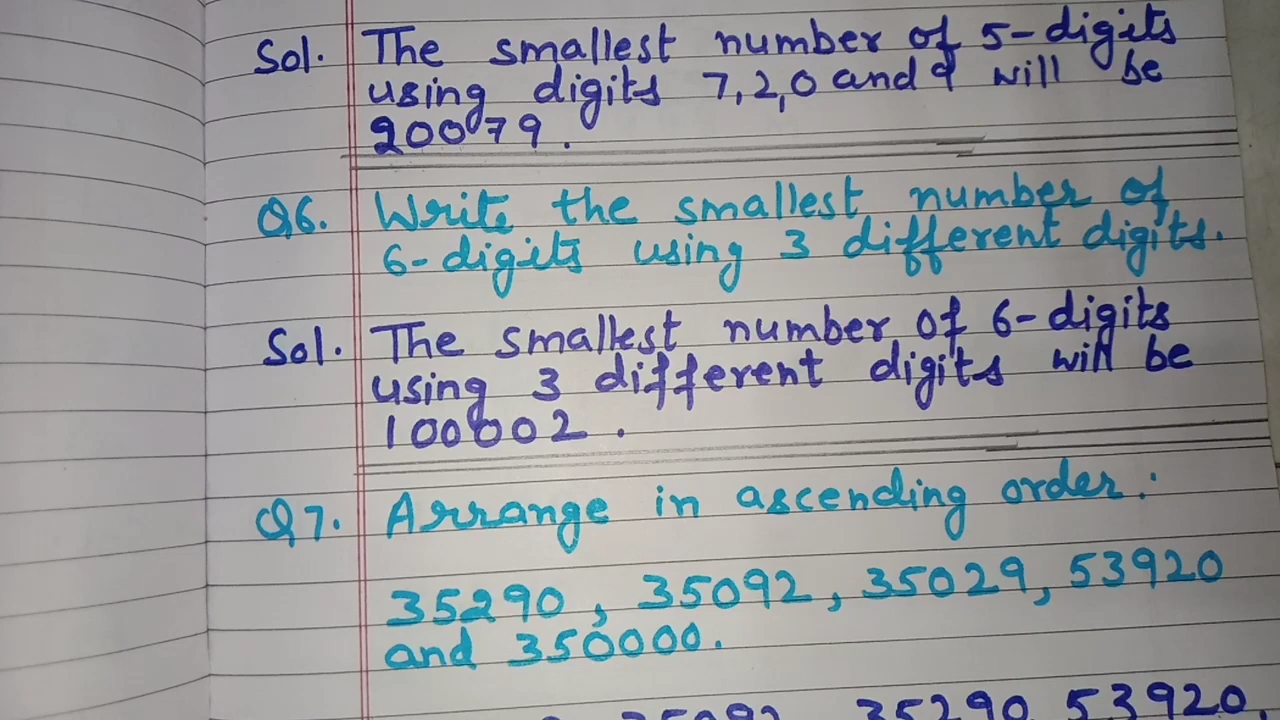 Sol. The smallest number of 5-digits
using digits 7,2,0 and 9 will be
20079.
Q6. Write the smallest number of
6-digits using 3 different digits.
Sol. The smallest number of 6-digits
using 3 different digits will be
100002.
Q7. Arrange in ascending order:
35290, 35092, 35029, 53920
and 350000.
35092, 35290, 53920,